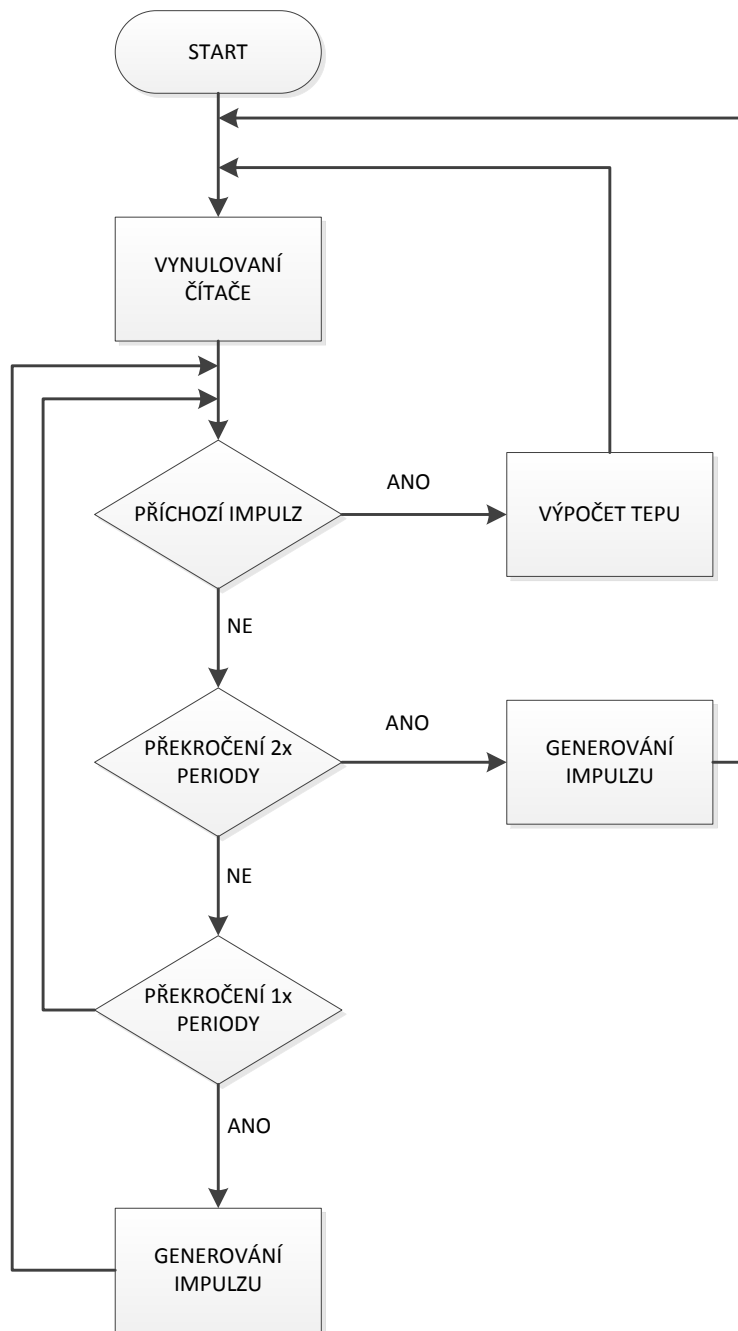 START
VYNULOVANÍ
ČÍTAČE
PŘÍCHOZÍ IMPULZ
ANO
VÝPOČET TEPU
NE
PŘEKROČENÍ 2x
PERIODY
ANO
GENEROVÁNÍ
IMPULZU
NE
PŘEKROČENÍ 1x
PERIODY
ANO
GENEROVÁNÍ
IMPULZU